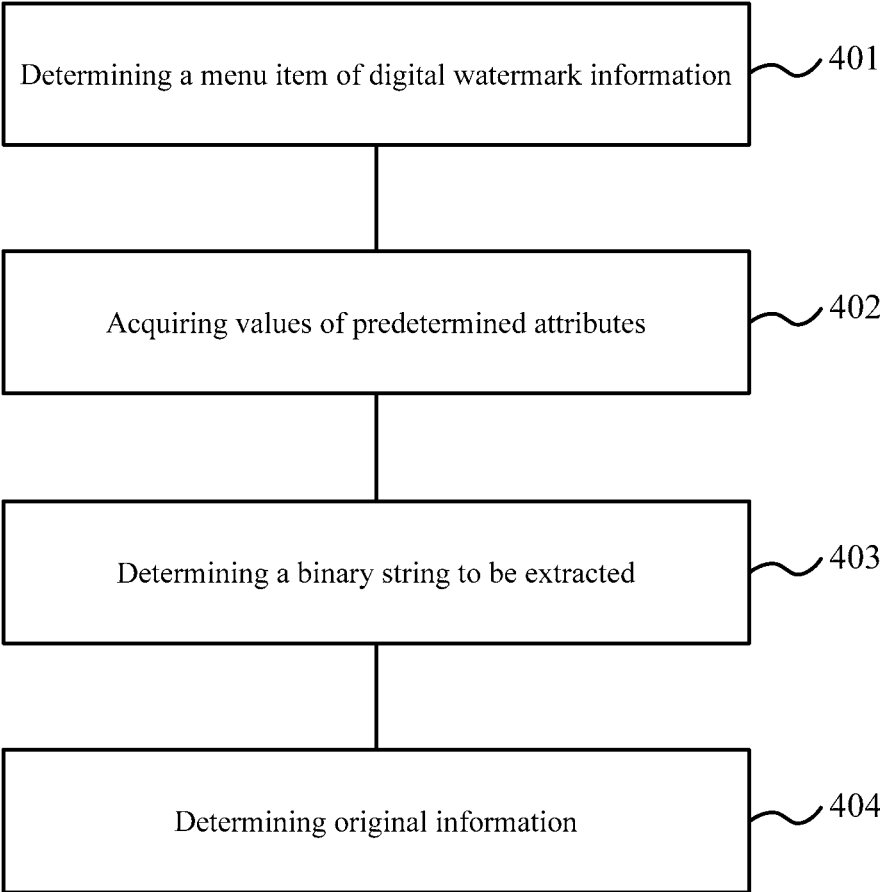 Determining a menu item of digital watermark information
401
Acquiring values of predetermined attributes
402
Determining a binary string to be extracted
403
Determining original information
404